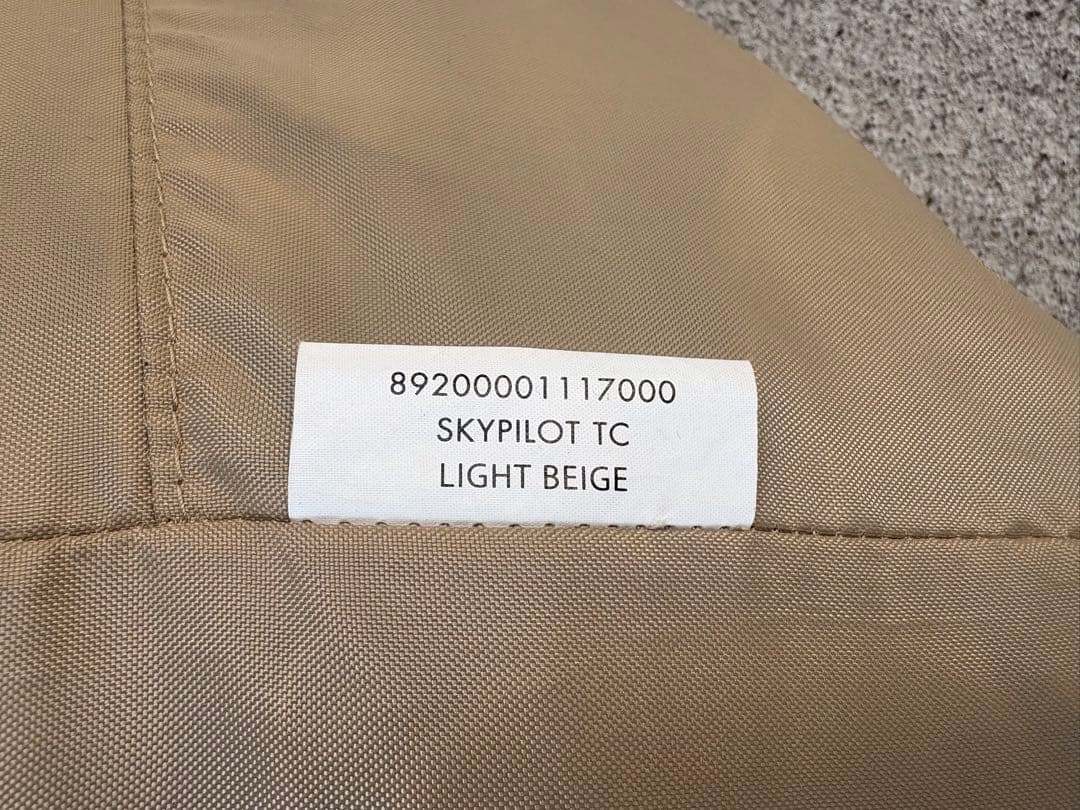 89200001117000
SKYPILOT TC
LIGHT BEIGE